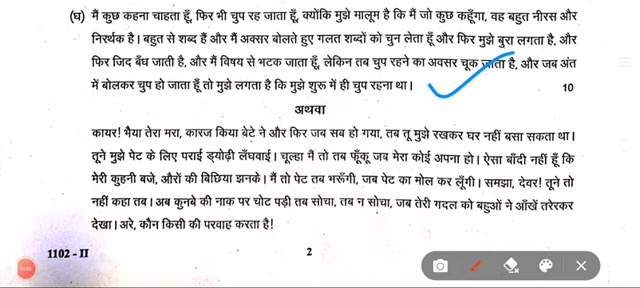 (घ) मैं कुछ कहना चाहता हूँ, फिर भी चुप रह जाता हूँ, क्योंकि मुझे मालूम है कि मैं जो कुछ कहूँगा, वह बहुत नीरस और
निरर्थक है। बहुत से शब्द हैं और मैं अक्सर बोलते हुए गलत शब्दों को चुन लेता हूँ और फिर मुझे बुरा लगता है, और
फिर जिद बँध जाती है, और मैं विषय से भटक जाता हूँ, लेकिन तब चुप रहने का अवसर चूक जाता है, और जब अंत
में बोलकर चुप हो जाता हूँ तो मुझे लगता है कि मुझे शुरू में ही चुप रहना था। 10
अथवा
कायर! भैया तेरा मरा, कारज किया बेटे ने और फिर जब सब हो गया, तब तू मुझे रखकर घर नहीं बसा सकता था।
तूने मुझे पेट के लिए पराई ड्योढ़ी लँघवाई। चूल्हा मैं तो तब फूँकू जब मेरा कोई अपना हो। ऐसा बाँदी नहीं हूँ कि
मेरी कुहनी बजे, औरों की बिछिया झनके। मैं तो पेट तब भरूँगी, जब पेट का मोल कर लूँगी। समझा, देवर! तूने तो
नहीं कहा तब। अब कुनबे की नाक पर चोट पड़ी तब सोचा, तब न सोचा, जब तेरी गदल को बहुओं ने आँखें तरेरकर
देखा। अरे, कौन किसी की परवाह करता है!
1102 - II 2